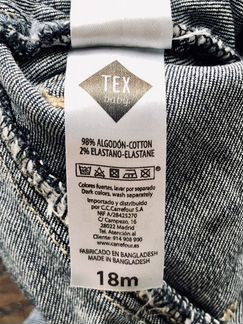 TEX
baby
98% ALGODÓN-COTTON
2% ELASTANO-ELASTANE
Colores fuertes, lavar por separado
Dark colors, wash separately
Importado y distribuido
por C.C.Carrefour S.A
NIF A/28425270
C/ Campezo, 16
28022 Madrid
Tel. Atención al
Cliente: 914 908 900
www.carrefour.es
FABRICADO EN BANGLADESH
MADE IN BANGLADESH
18m